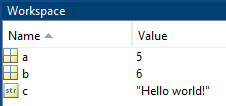 Workspace
Name Value
a 5
b 6
str c "Hello world!"